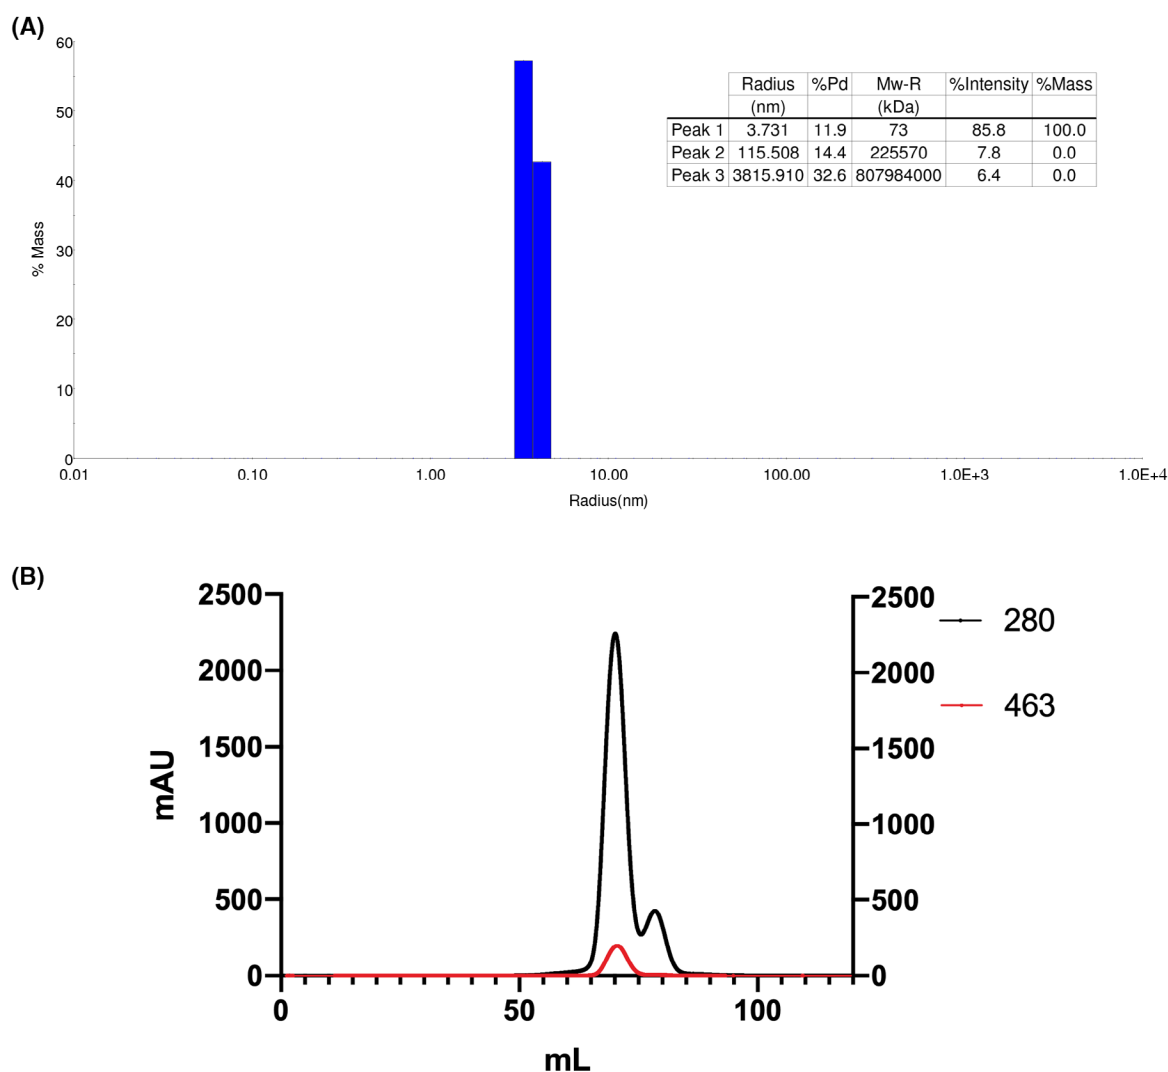 (A)
60
50
40
30
20
10
0
% Mass
0.01 0.10 1.00 10.00 100.00 1.0E+3 1.0E+4
Radius(nm)
Radius %Pd Mw-R %Intensity %Mass
(nm) (kDa)
Peak 1 3.731 11.9 73 85.8 100.0
Peak 2 115.508 14.4 225570 7.8 0.0
Peak 3 3815.910 32.6 807984000 6.4 0.0
(B)
2500 2500
2000 2000
1500 1500
1000 1000
500 500
0 0
mAU
280
463
0 50 100
mL